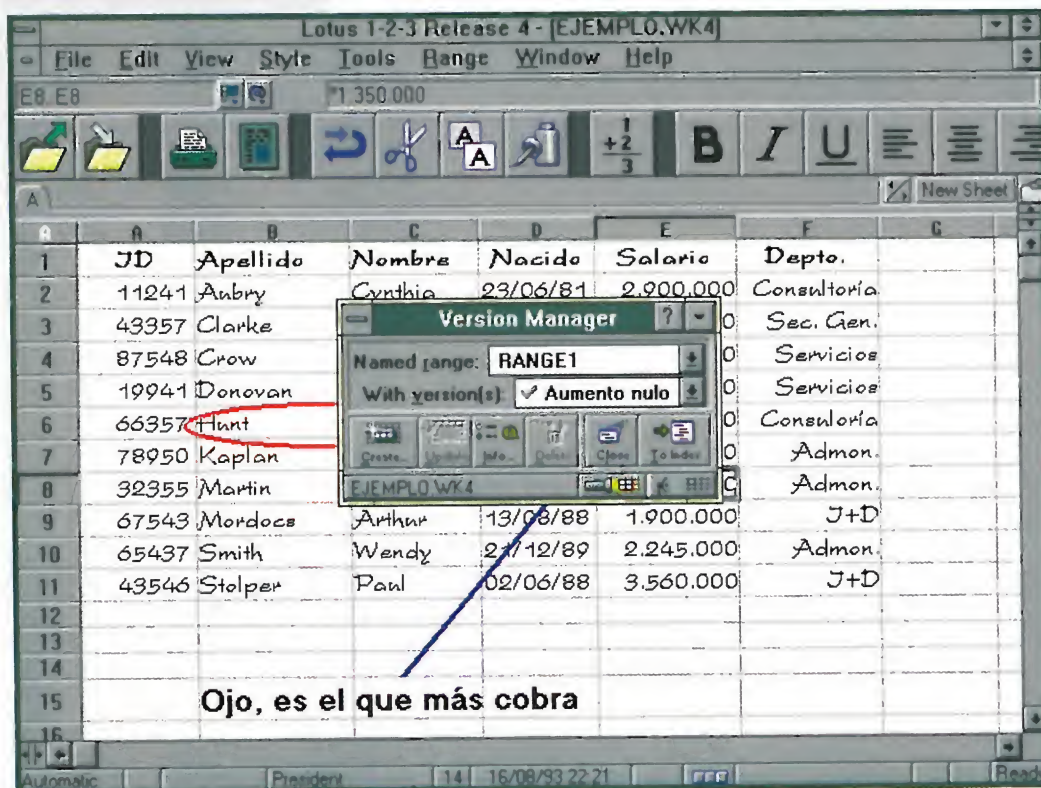 Lotus 1-2-3 Release 4 - [EJEMPLO.WK4]
File Edit View Style Tools Range Window Help
E8..E8 "1.350.000
B I U
A New Sheet
A A B C D E F G
1 ID Apellido Nombre Nacido Salario Depto.
2 11241 Aubry Cynthia 23/06/81 2.900.000 Consultoría
3 43357 Clarke 0 Sec. Gen.
4 87548 Crow 0 Servicios
5 19941 Donovan 0 Servicios
6 66357 Hunt 0 Consuloría
7 78950 Kaplan 0 Admon.
8 32355 Martin Admon.
9 67543 Mordocs Arthur 13/08/88 1.900.000 I+D
10 65437 Smith Wendy 21/12/89 2.245.000 Admon.
11 43546 Stolper Paul 02/06/88 3.560.000 I+D
12
13
14
15
16
Version Manager ?
Named range: RANGE1
With version(s): Aumento nulo
Create... Update Info... Delete Close To Index
EJEMPLO.WK4
Ojo, es el que más cobra
Automatic President 14 16/08/93 22:21 Read